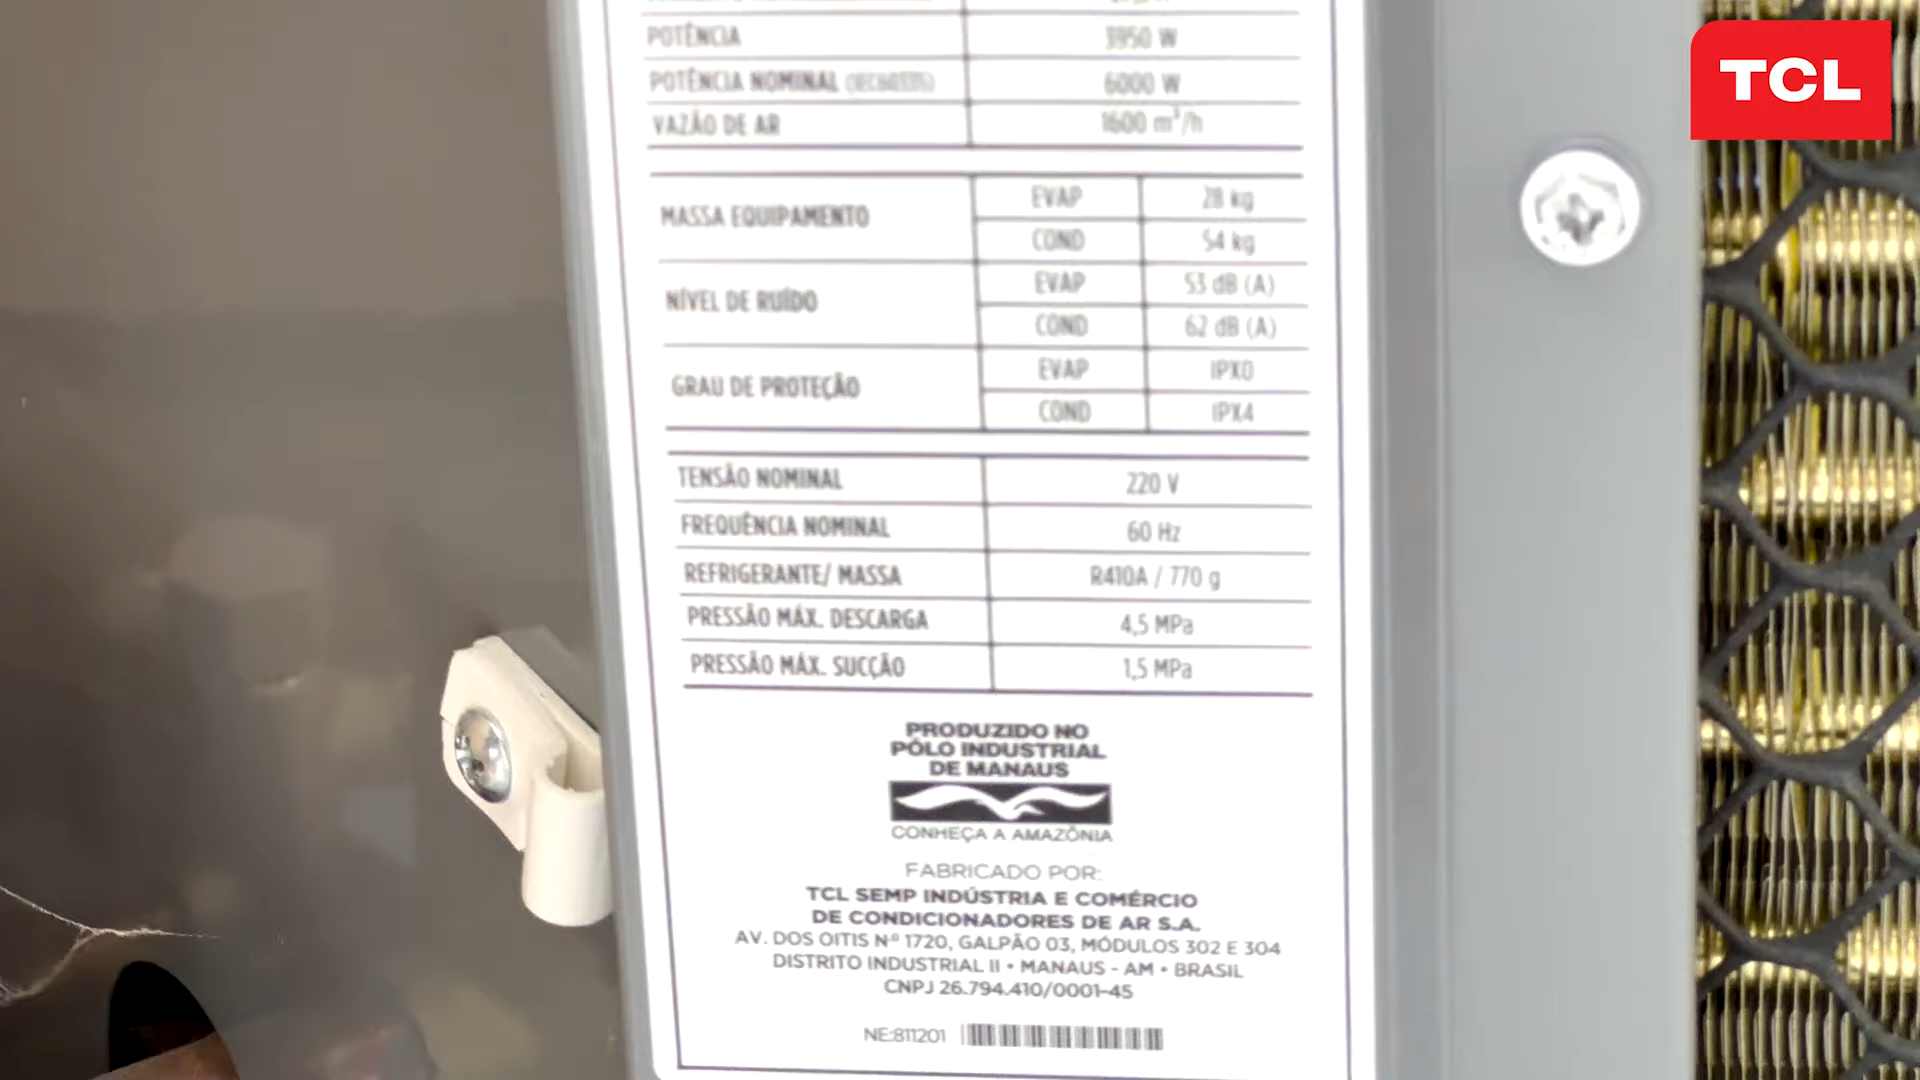 TCL
POTÊNCIA 3950 W
POTÊNCIA NOMINAL (IEC60335) 6000 W
VAZÃO DE AR 1600 m³/h
MASSA EQUIPAMENTO EVAP 28 kg
COND 54 kg
NÍVEL DE RUÍDO EVAP 53 dB (A)
COND 62 dB (A)
GRAU DE PROTEÇÃO EVAP IPX0
COND IPX4
TENSÃO NOMINAL 220 V
FREQUÊNCIA NOMINAL 60 Hz
REFRIGERANTE/ MASSA R410A / 770 g
PRESSÃO MÁX. DESCARGA 4,5 MPa
PRESSÃO MÁX. SUCÇÃO 1,5 MPa
PRODUZIDO NO
PÓLO INDUSTRIAL
DE MANAUS
CONHEÇA A AMAZÔNIA
FABRICADO POR:
TCL SEMP INDÚSTRIA E COMÉRCIO
DE CONDICIONADORES DE AR S.A.
AV. DOS OITIS Nº 1720, GALPÃO 03, MÓDULOS 302 E 304
DISTRITO INDUSTRIAL II • MANAUS - AM • BRASIL
CNPJ 26.794.410/0001-45
NE:811201